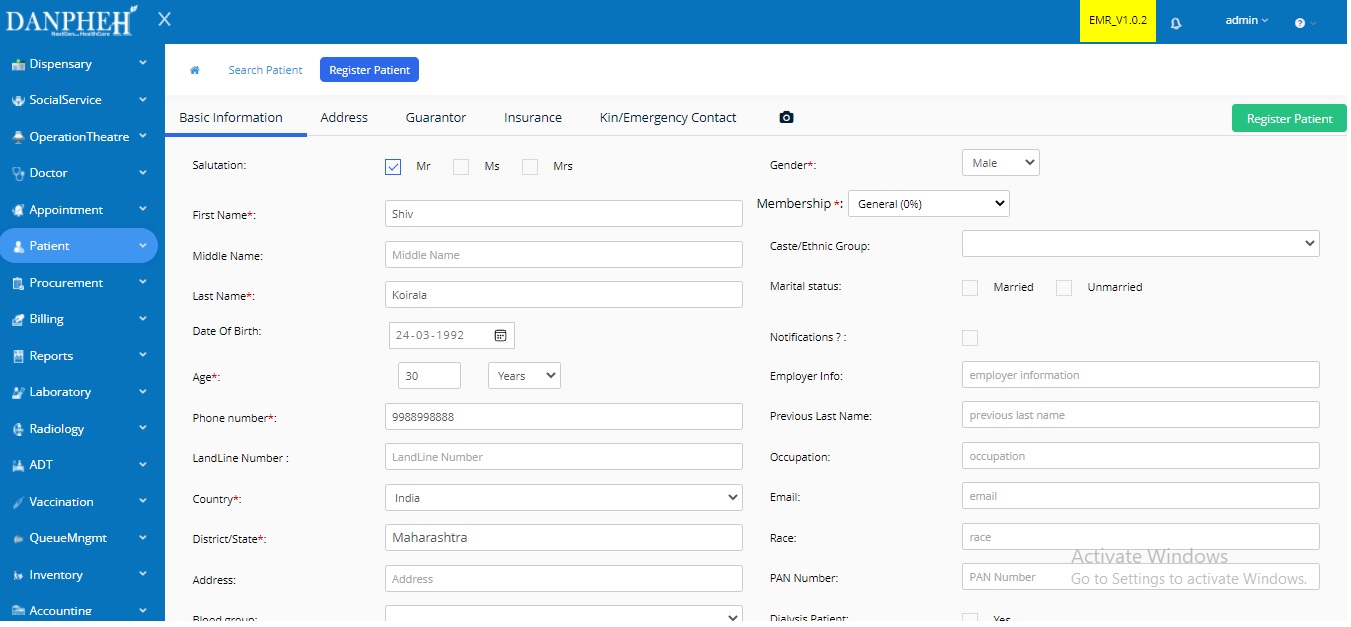 DANPHEH
EMR_V1.0.2
admin
?
Dispensary
SocialService
OperationTheatre
Doctor
Appointment
Patient
Procurement
Billing
Reports
Laboratory
Radiology
ADT
Vaccination
QueueMngmt
Inventory
Accounting
Search Patient Register Patient
Basic Information Address Guarantor Insurance Kin/Emergency Contact Register Patient
Salutation: Mr Ms Mrs
First Name*: Shiv
Middle Name: Middle Name
Last Name*: Koirala
Date Of Birth: 24-03-1992
Age*: 30 Years
Phone number*: 9988998888
LandLine Number : LandLine Number
Country*: India
District/State*: Maharashtra
Address: Address
Blood group:
Gender*: Male
Membership *: General (0%)
Caste/Ethnic Group:
Marital status: Married Unmarried
Notifications ? :
Employer Info: employer information
Previous Last Name: previous last name
Occupation: occupation
Email: email
Race: race
PAN Number: PAN Number
Dialysis Patient: Yes
Activate Windows
Go to Settings to activate Windows.